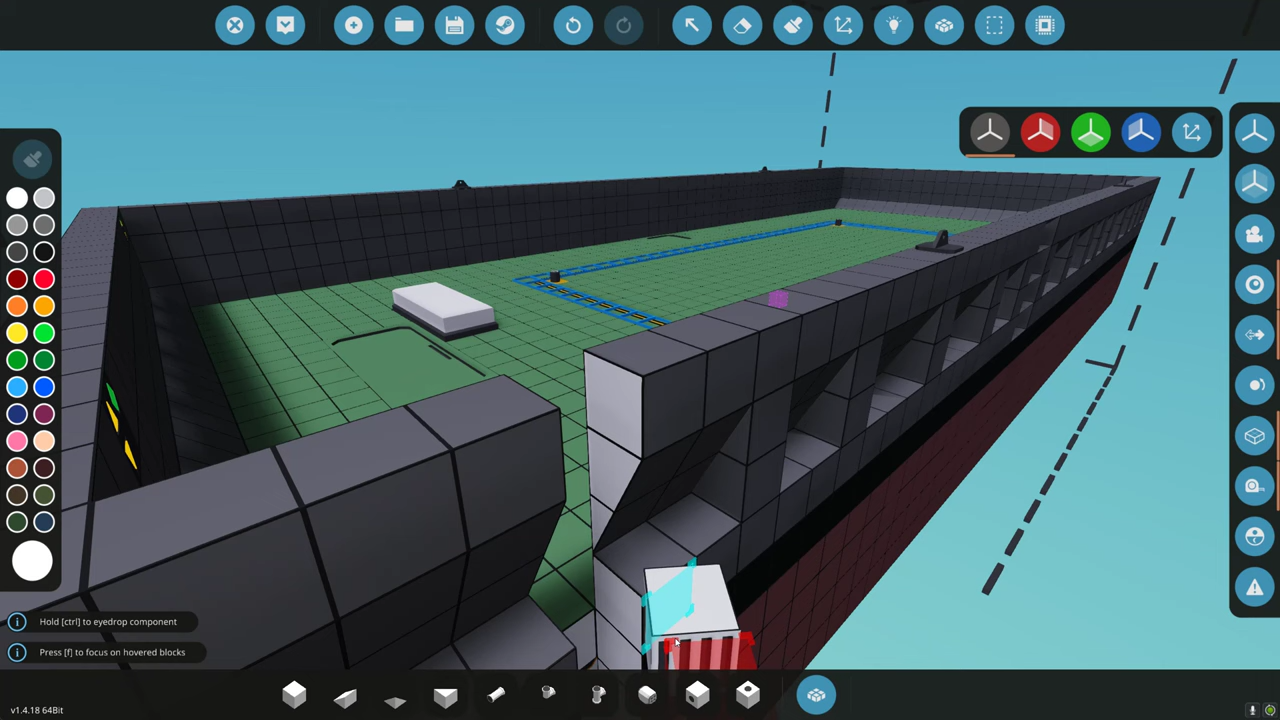 Hold [ctrl] to eyedrop component
Press [f] to focus on hovered blocks
v1.4.18 64Bit